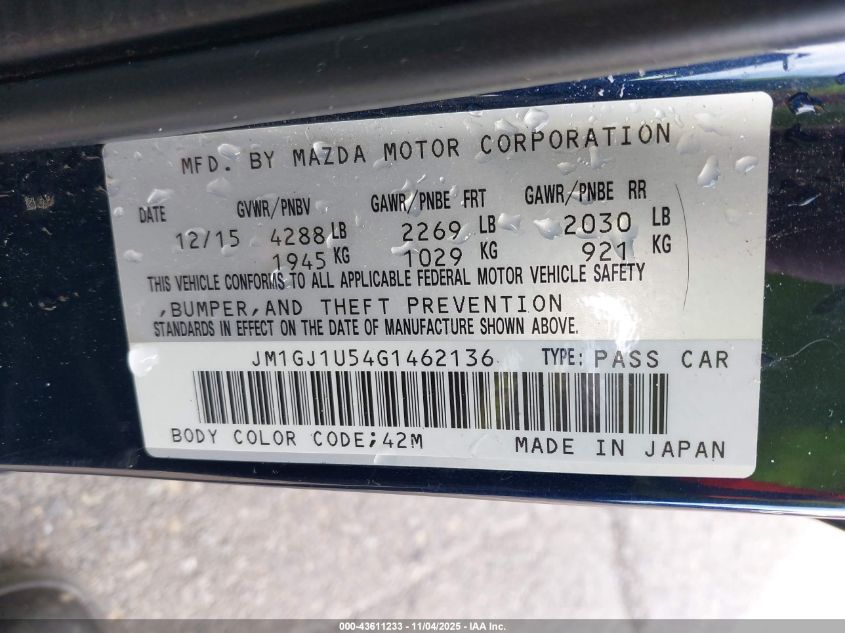 MFD. BY MAZDA MOTOR CORPORATION
DATE GVWR/PNBV GAWR/PNBE FRT GAWR/PNBE RR
12/15 4288 LB 2269 LB 2030 LB
1945 KG 1029 KG 921 KG
THIS VEHICLE CONFORMS TO ALL APPLICABLE FEDERAL MOTOR VEHICLE SAFETY
,BUMPER,AND THEFT PREVENTION
STANDARDS IN EFFECT ON THE DATE OF MANUFACTURE SHOWN ABOVE.
JM1GJ1U54G1462136 TYPE: PASS CAR
BODY COLOR CODE;42M MADE IN JAPAN
000-43611233 - 11/04/2025 - IAA Inc.